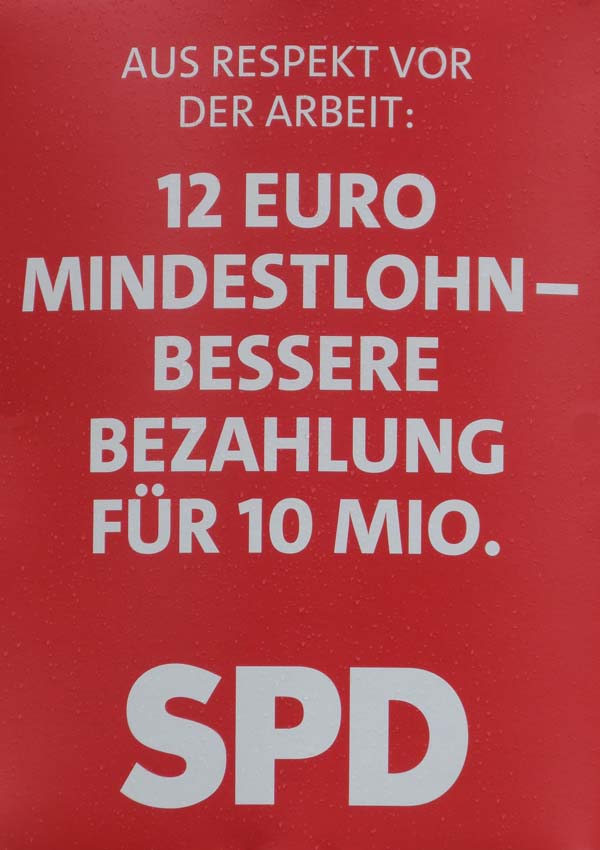 AUS RESPEKT VOR
DER ARBEIT:
12 EURO
MINDESTLOHN–
BESSERE
BEZAHLUNG
FÜR 10 MIO.
SPD